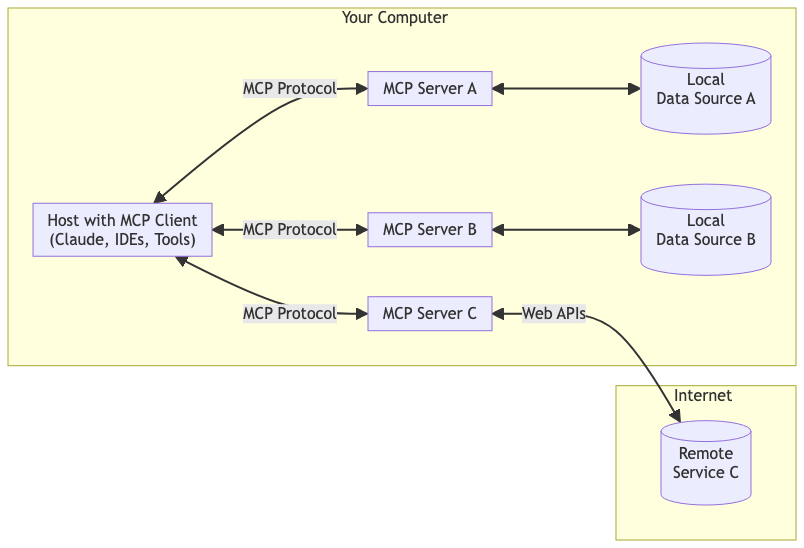 Your Computer
MCP Protocol
MCP Server A
Local
Data Source A
Host with MCP Client
(Claude, IDEs, Tools)
MCP Protocol
MCP Server B
Local
Data Source B
MCP Protocol
MCP Server C
Web APIs
Internet
Remote
Service C